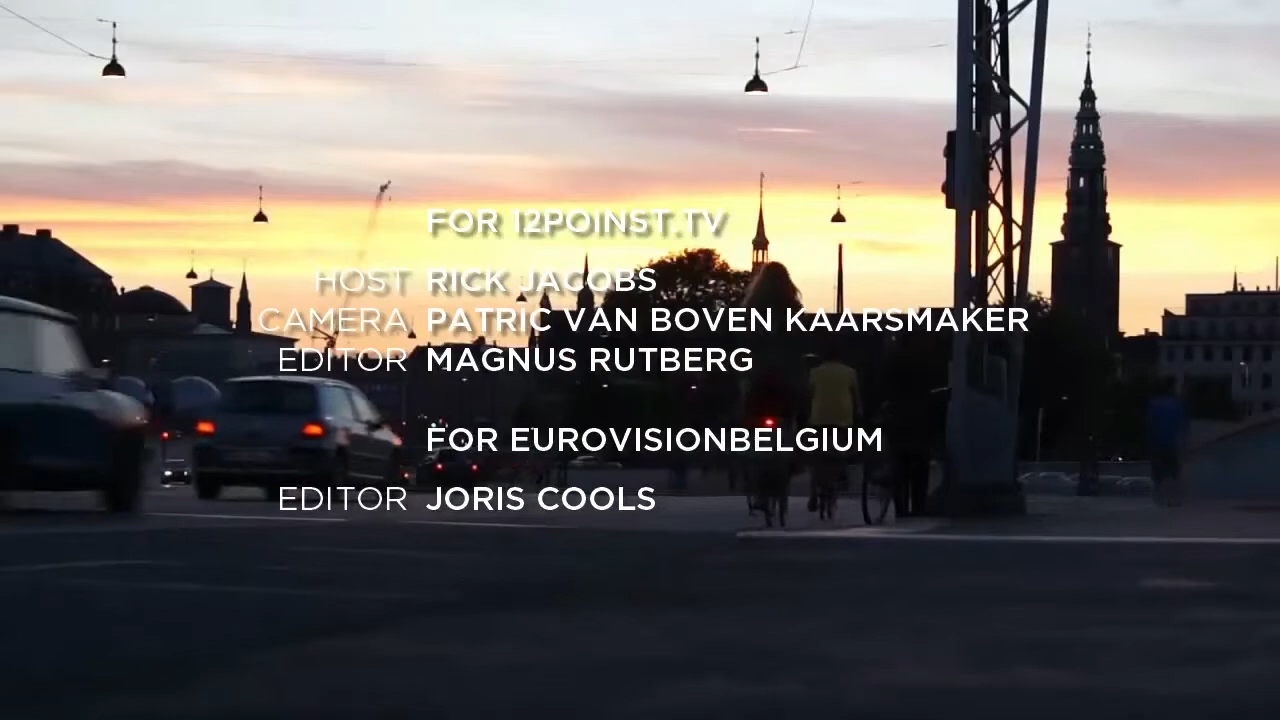 FOR 12POINST.TV
HOST RICK JACOBS
CAMERA PATRIC VAN BOVEN KAARSMAKER
EDITOR MAGNUS RUTBERG
FOR EUROVISIONBELGIUM
EDITOR JORIS COOLS